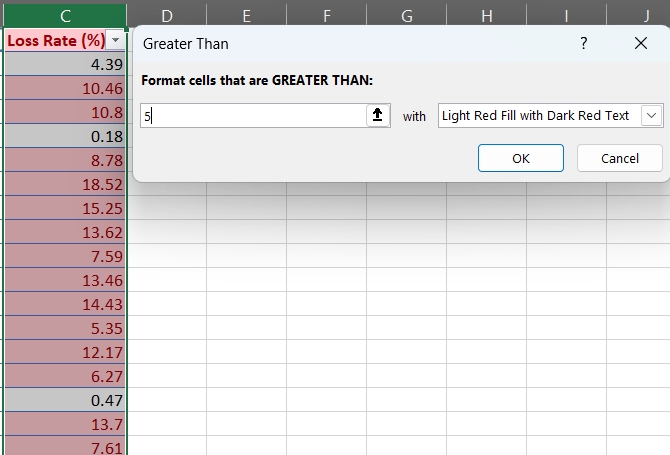 C D E F G H I J
Loss Rate (%)
4.39
10.46
10.8
0.18
8.78
18.52
15.25
13.62
7.59
13.46
14.43
5.35
12.17
6.27
0.47
13.7
7.61
Greater Than ?
Format cells that are GREATER THAN:
5 with Light Red Fill with Dark Red Text
OK Cancel